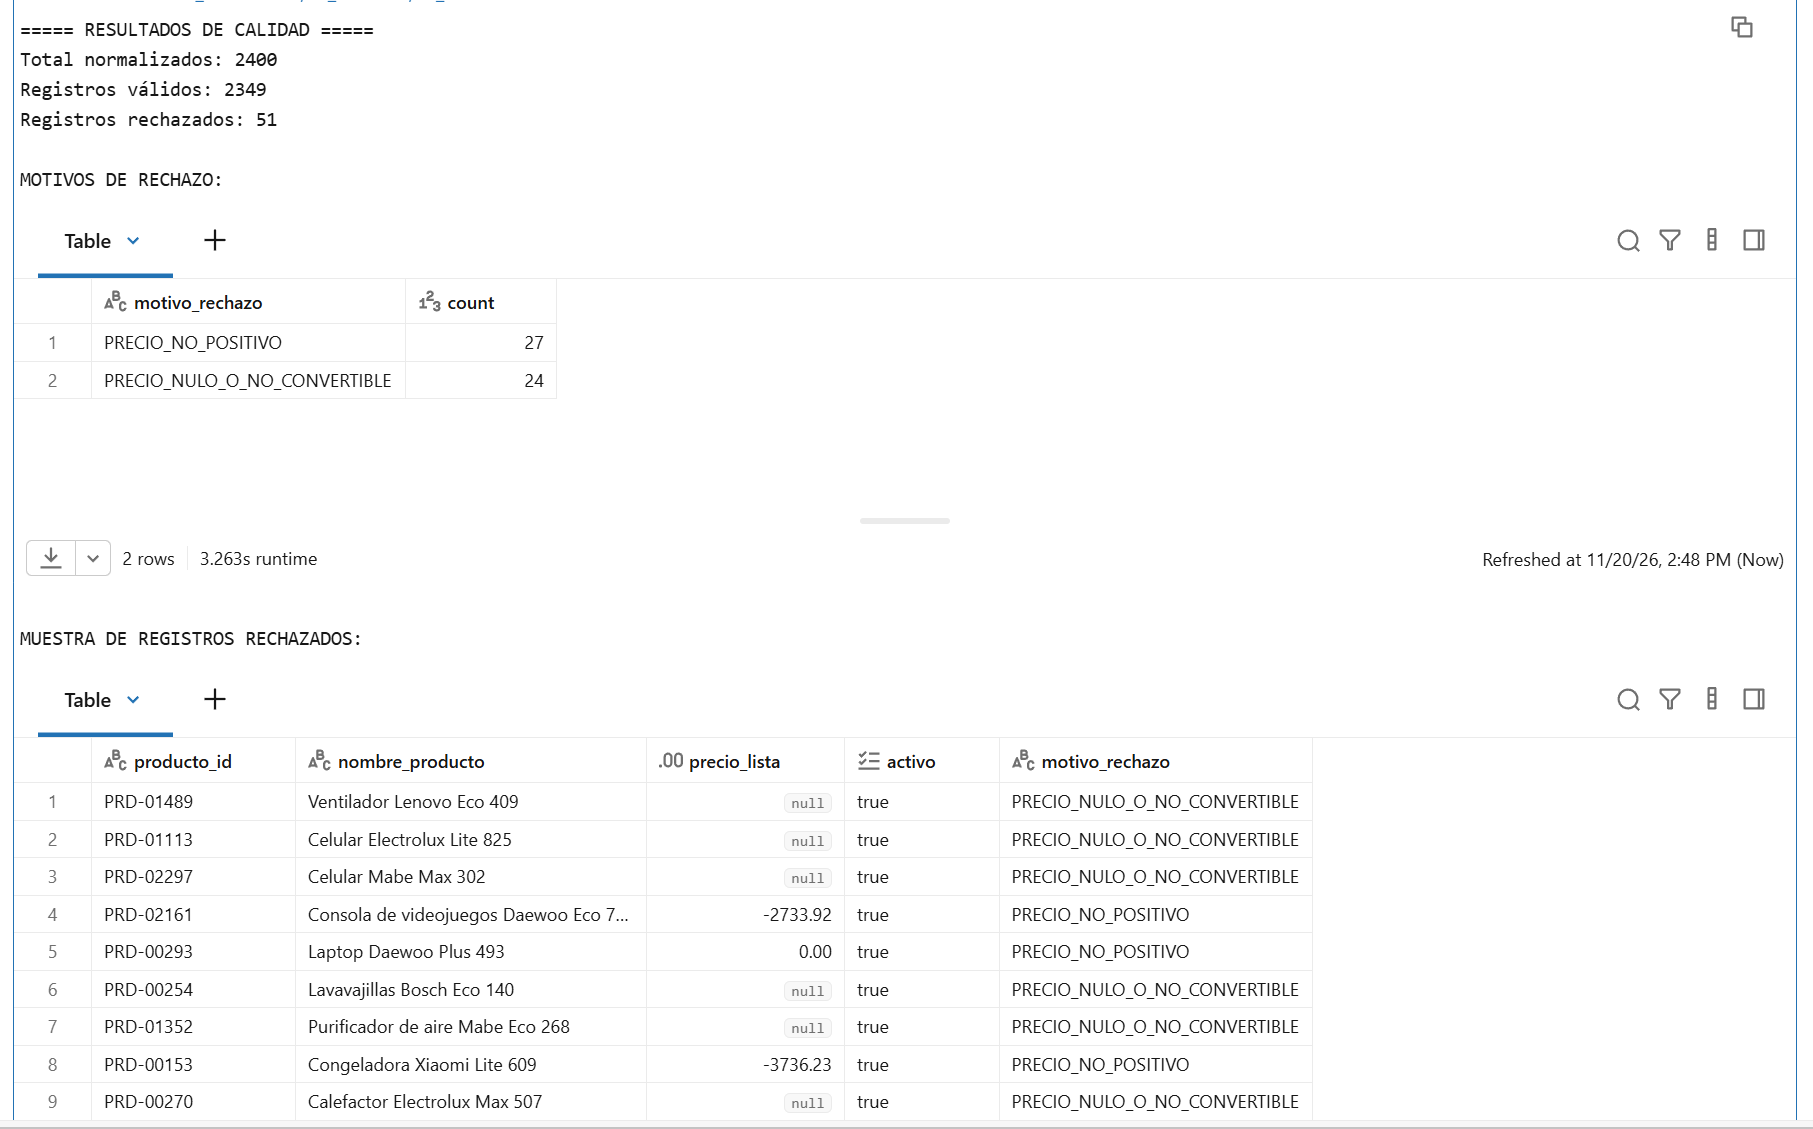 ===== RESULTADOS DE CALIDAD =====
Total normalizados: 2400
Registros válidos: 2349
Registros rechazados: 51
MOTIVOS DE RECHAZO:
Table
motivo_rechazo count
1 PRECIO_NO_POSITIVO 27
2 PRECIO_NULO_O_NO_CONVERTIBLE 24
2 rows 3.263s runtime Refreshed at 11/20/26, 2:48 PM (Now)
MUESTRA DE REGISTROS RECHAZADOS:
Table
producto_id nombre_producto .00 precio_lista activo motivo_rechazo
1 PRD-01489 Ventilador Lenovo Eco 409 null true PRECIO_NULO_O_NO_CONVERTIBLE
2 PRD-01113 Celular Electrolux Lite 825 null true PRECIO_NULO_O_NO_CONVERTIBLE
3 PRD-02297 Celular Mabe Max 302 null true PRECIO_NULO_O_NO_CONVERTIBLE
4 PRD-02161 Consola de videojuegos Daewoo Eco 7... -2733.92 true PRECIO_NO_POSITIVO
5 PRD-00293 Laptop Daewoo Plus 493 0.00 true PRECIO_NO_POSITIVO
6 PRD-00254 Lavavajillas Bosch Eco 140 null true PRECIO_NULO_O_NO_CONVERTIBLE
7 PRD-01352 Purificador de aire Mabe Eco 268 null true PRECIO_NULO_O_NO_CONVERTIBLE
8 PRD-00153 Congeladora Xiaomi Lite 609 -3736.23 true PRECIO_NO_POSITIVO
9 PRD-00270 Calefactor Electrolux Max 507 null true PRECIO_NULO_O_NO_CONVERTIBLE